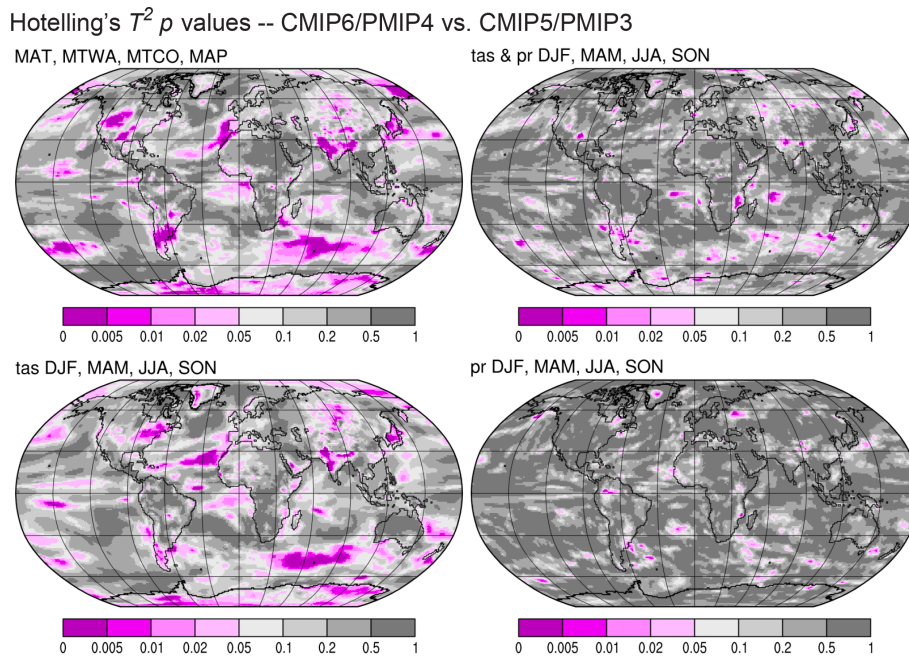 Hotelling's T² p values -- CMIP6/PMIP4 vs. CMIP5/PMIP3
MAT, MTWA, MTCO, MAP
tas & pr DJF, MAM, JJA, SON
0 0.005 0.01 0.02 0.05 0.1 0.2 0.5 1
0 0.005 0.01 0.02 0.05 0.1 0.2 0.5 1
tas DJF, MAM, JJA, SON
pr DJF, MAM, JJA, SON
0 0.005 0.01 0.02 0.05 0.1 0.2 0.5 1
0 0.005 0.01 0.02 0.05 0.1 0.2 0.5 1